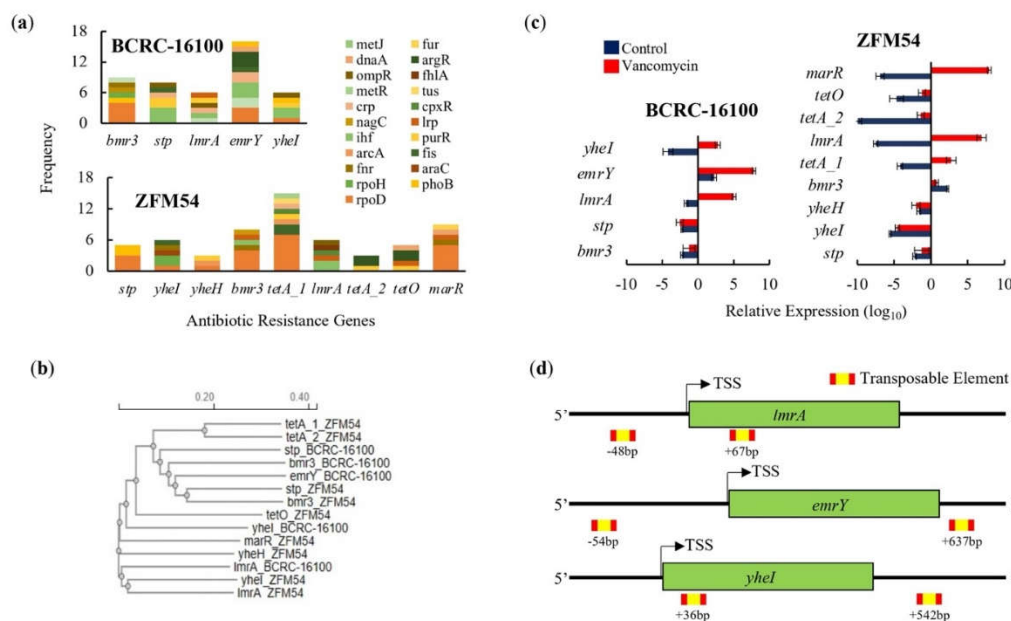 (a)
18
12
6
0
BCRC-16100
bmr3 stp lmrA emrY yheI
metJ fur
dnaA argR
ompR fhlA
metR tus
crp cpxR
nagC lrp
ihf purR
arcA fis
fnr araC
rpoH phoB
rpoD
Frequency
18
12
6
0
ZFM54
stp yheI yheH bmr3 tetA_1 lmrA tetA_2 tetO marR
Antibiotic Resistance Genes
(b)
0.20 0.40
tetA_1_ZFM54
tetA_2_ZFM54
stp_BCRC-16100
bmr3_BCRC-16100
emrY_BCRC-16100
stp_ZFM54
bmr3_ZFM54
tetO_ZFM54
yheI_BCRC-16100
marR_ZFM54
yheH_ZFM54
lmrA_BCRC-16100
yheI_ZFM54
lmrA_ZFM54
(c)
Control
Vancomycin
BCRC-16100
yheI
emrY
lmrA
stp
bmr3
-10 -5 0 5 10
ZFM54
marR
tetO
tetA_2
lmrA
tetA_1
bmr3
yheH
yheI
stp
-10 -5 0 5 10
Relative Expression (log10)
(d)
Transposable Element
TSS
5’
lmrA
-48bp +67bp
TSS
5’
emrY
-54bp +637bp
TSS
5’
yheI
+36bp +542bp